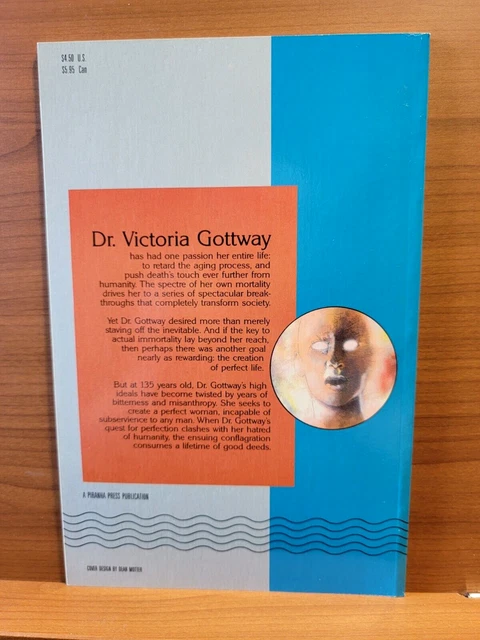 $4.50 U.S.
$5.95 Can
Dr. Victoria Gottway
has had one passion her entire life:
to retard the aging process, and
push death's touch ever further from
humanity. The spectre of her own mortality
drives her to a series of spectacular break-
throughs that completely transform society.
Yet Dr. Gottway desired more than merely
staving off the inevitable. And if the key to
actual immortality lay beyond her reach,
then perhaps there was another goal
nearly as rewarding: the creation
of perfect life.
But at 135 years old, Dr. Gottway's high
ideals have become twisted by years of
bitterness and misanthropy. She seeks to
create a perfect woman, incapable of
subservience to any man. When Dr. Gottway's
quest for perfection clashes with her hatred
of humanity, the ensuing conflagration
consumes a lifetime of good deeds.
A PIRANHA PRESS PUBLICATION
COVER DESIGN BY DEAN MOTTER